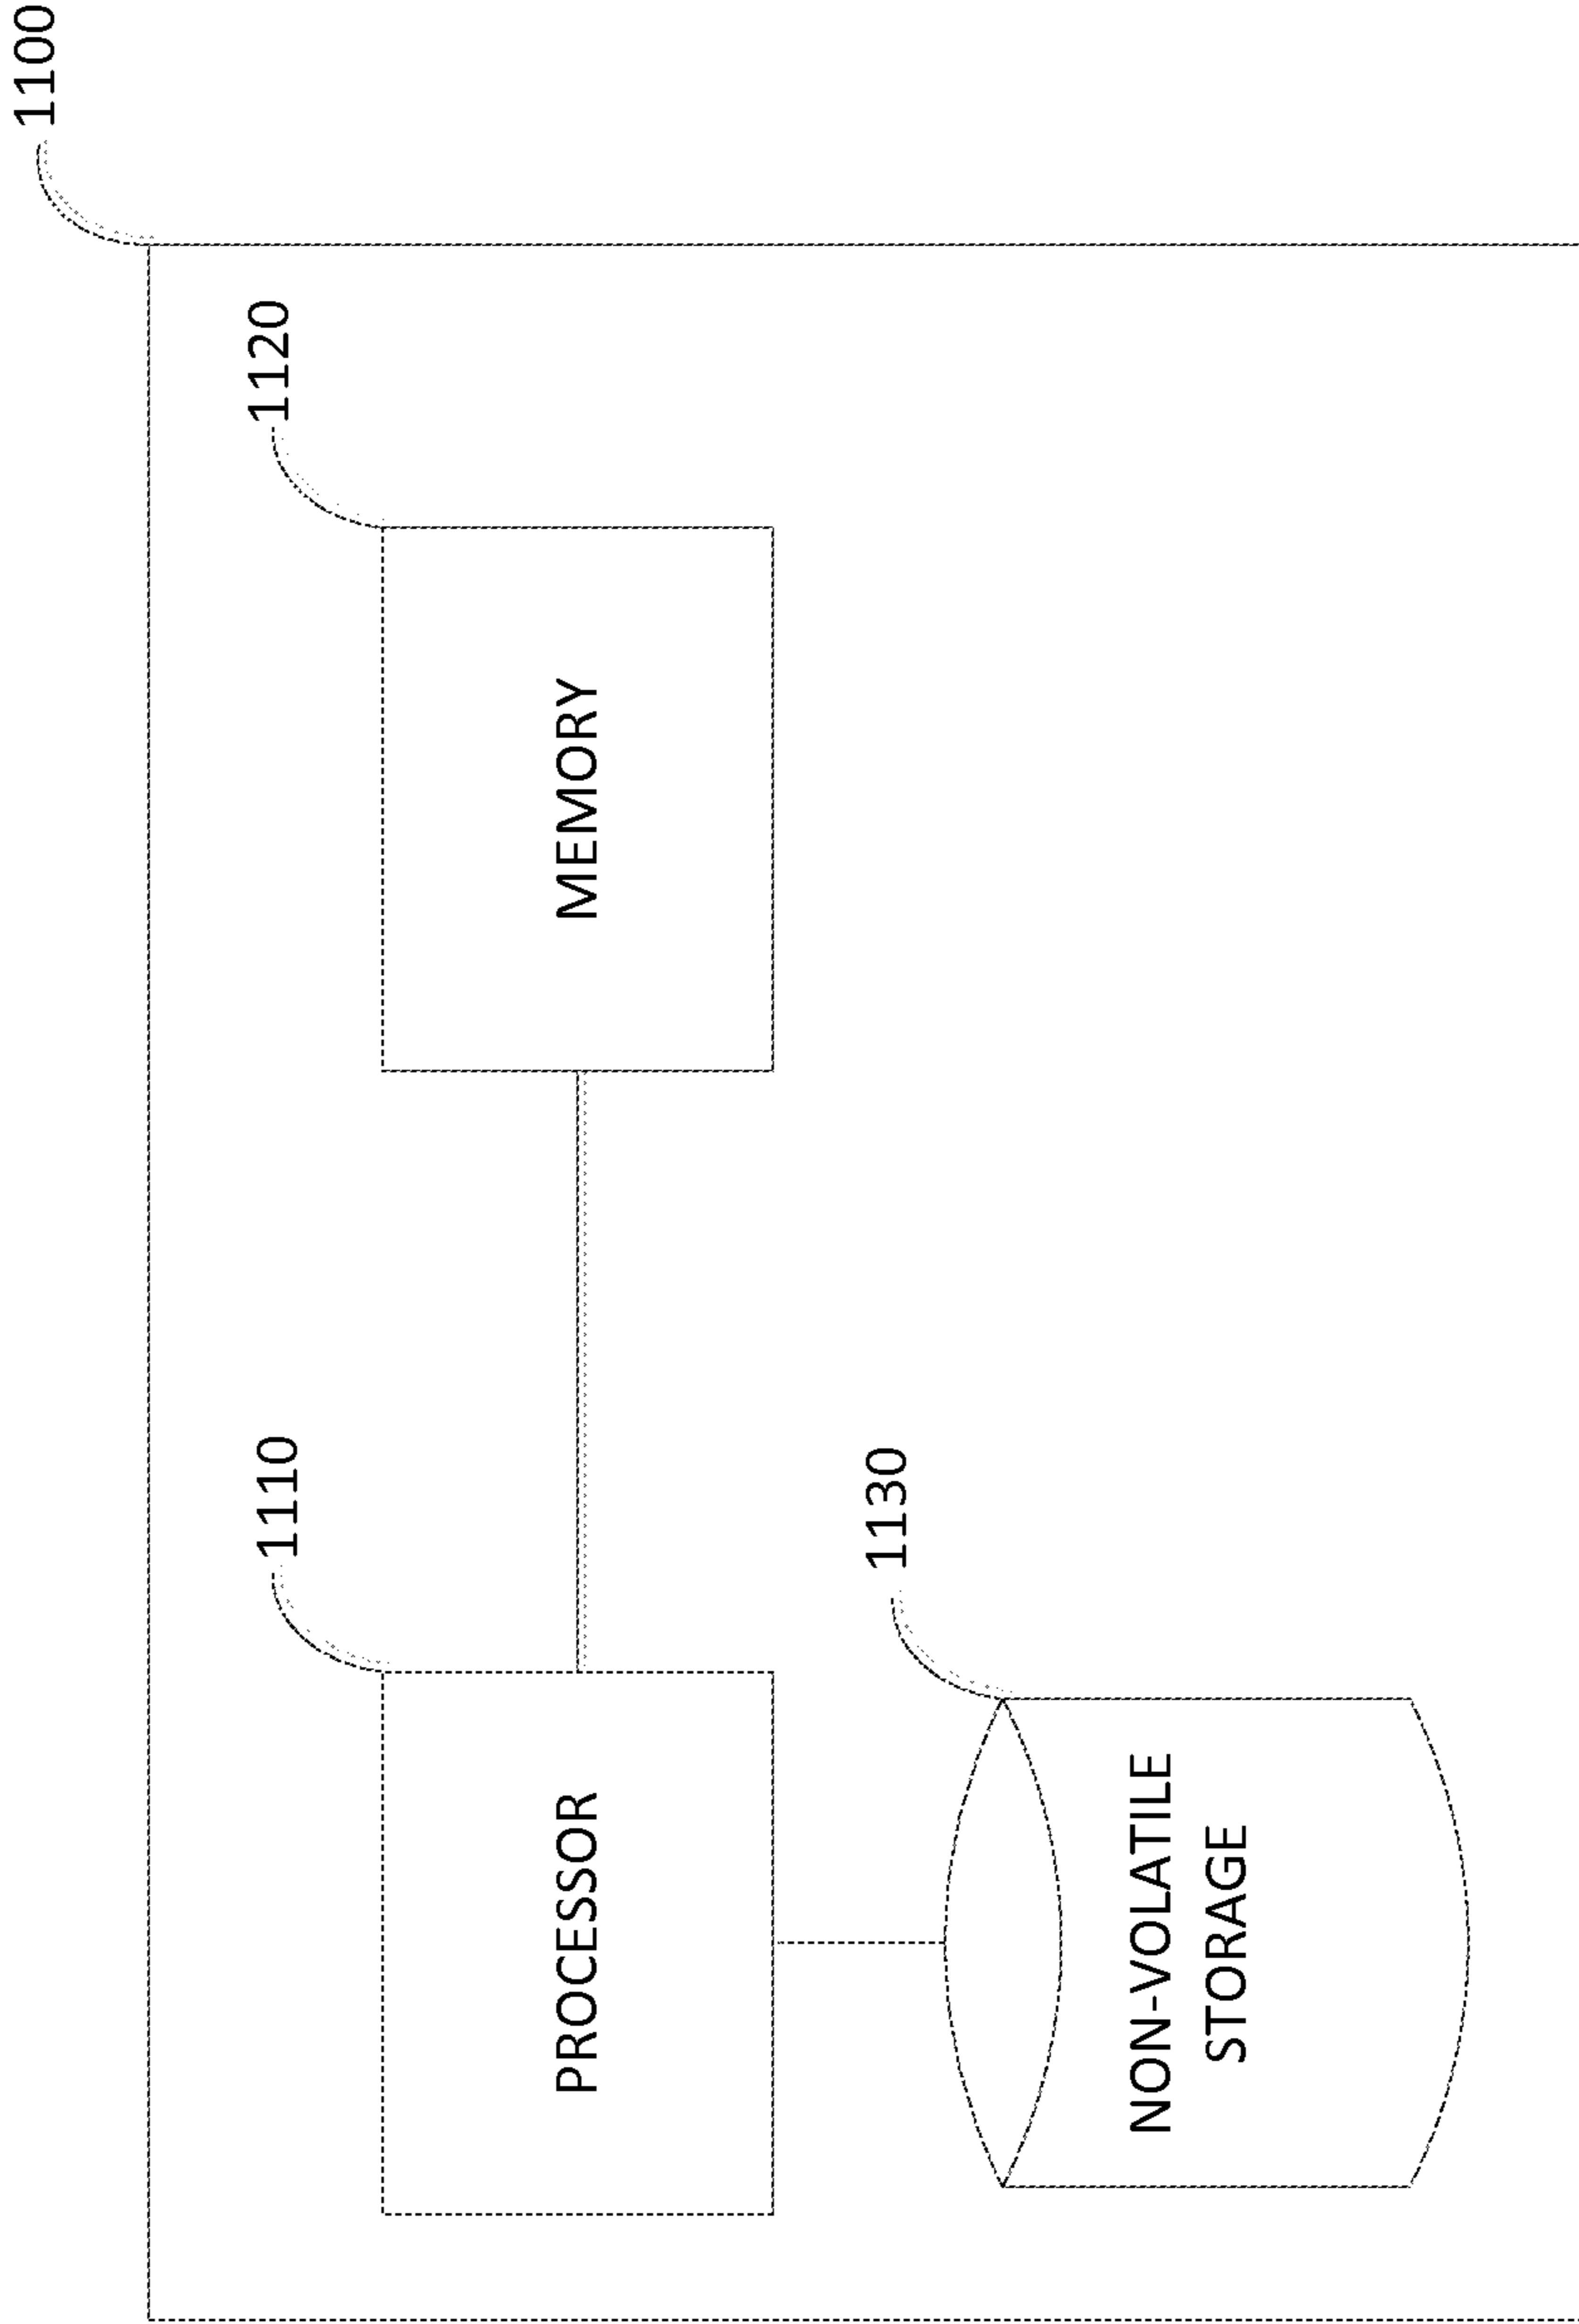 1100
1110
1120
PROCESSOR
MEMORY
1130
NON-VOLATILE
STORAGE